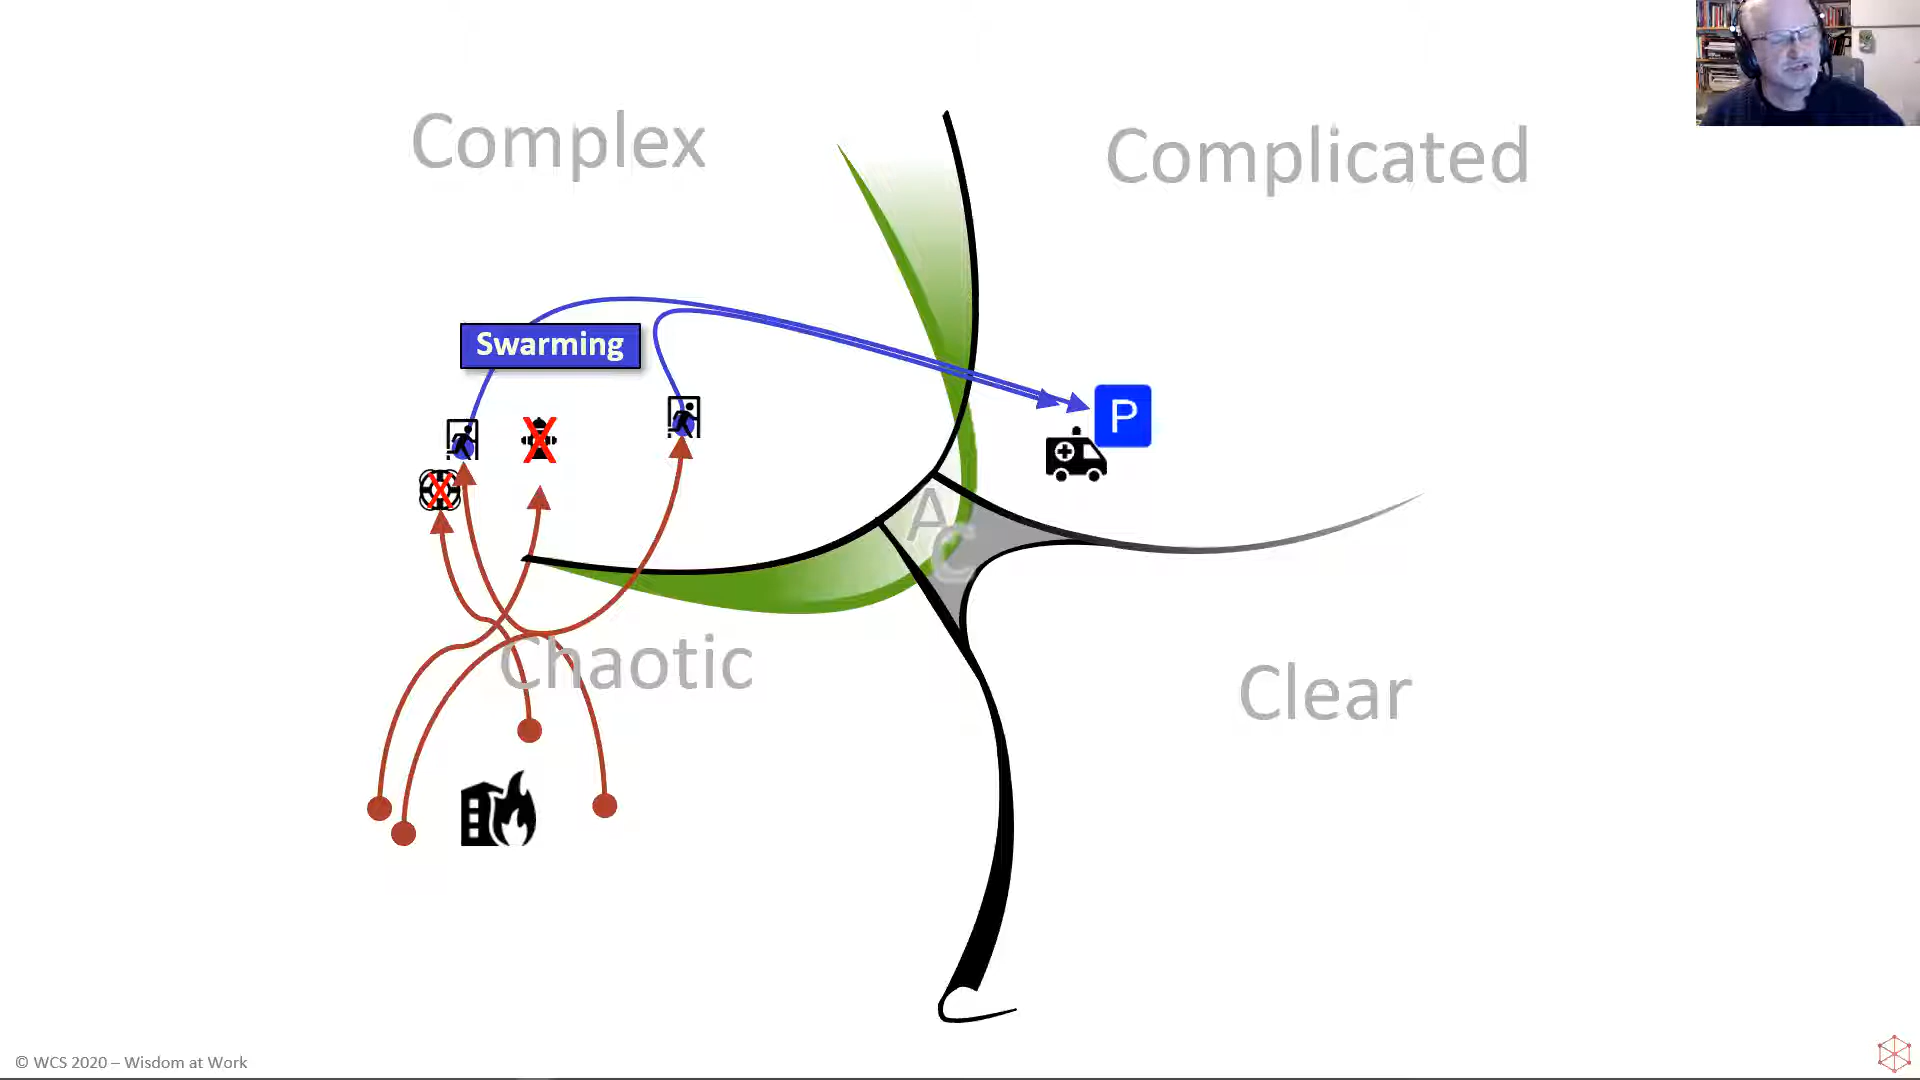 Complex
Complicated
Swarming
P
A
C
Chaotic
Clear
© WCS 2020 – Wisdom at Work